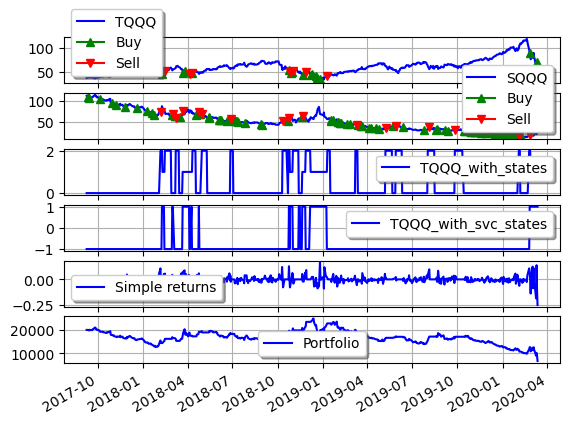 TQQQ
Buy
Sell
100
50
SQQQ
Buy
Sell
100
50
2
TQQQ_with_states
0
1
TQQQ_with_svc_states
0
−1
0.00
Simple returns
−0.25
20000
Portfolio
10000
2017-10
2018-01
2018-04
2018-07
2018-10
2019-01
2019-04
2019-07
2019-10
2020-01
2020-04